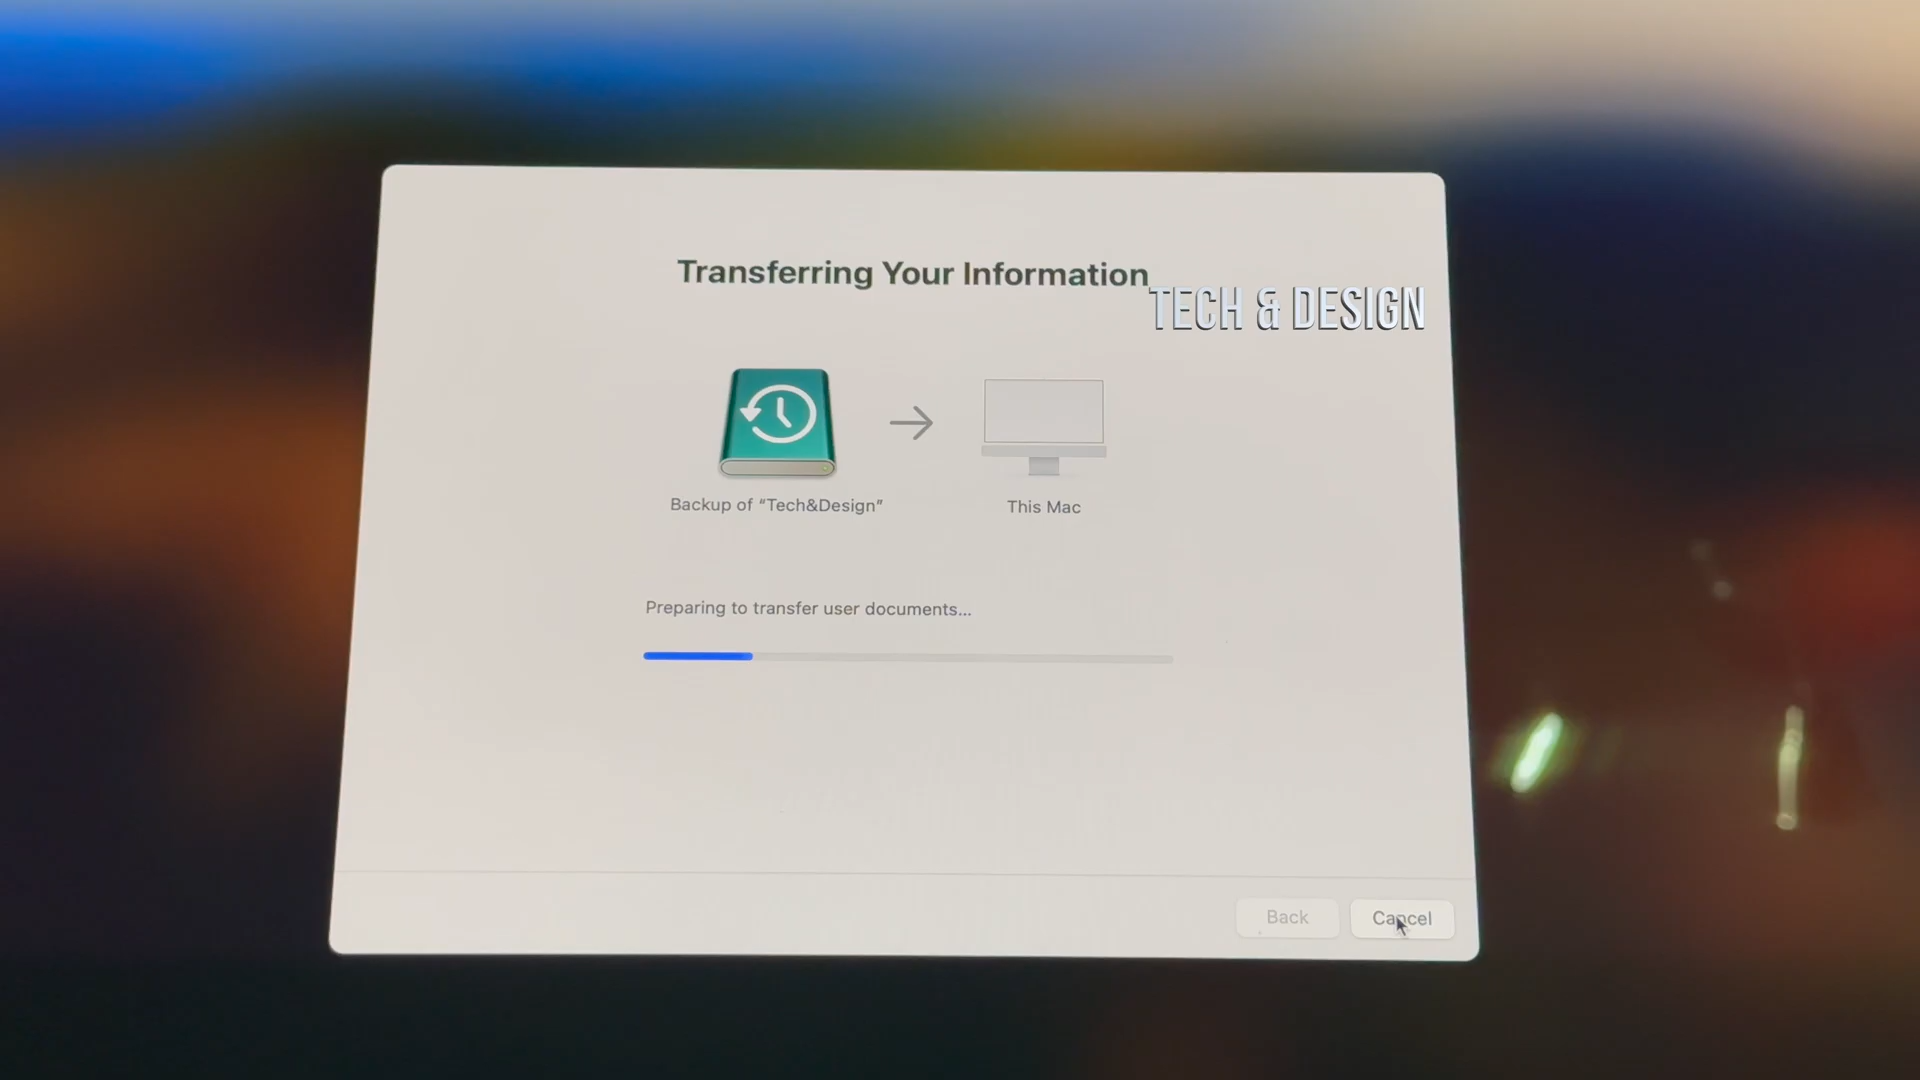 Transferring Your Information
TECH & DESIGN
Backup of “Tech&Design”
This Mac
Preparing to transfer user documents...
Back
Cancel